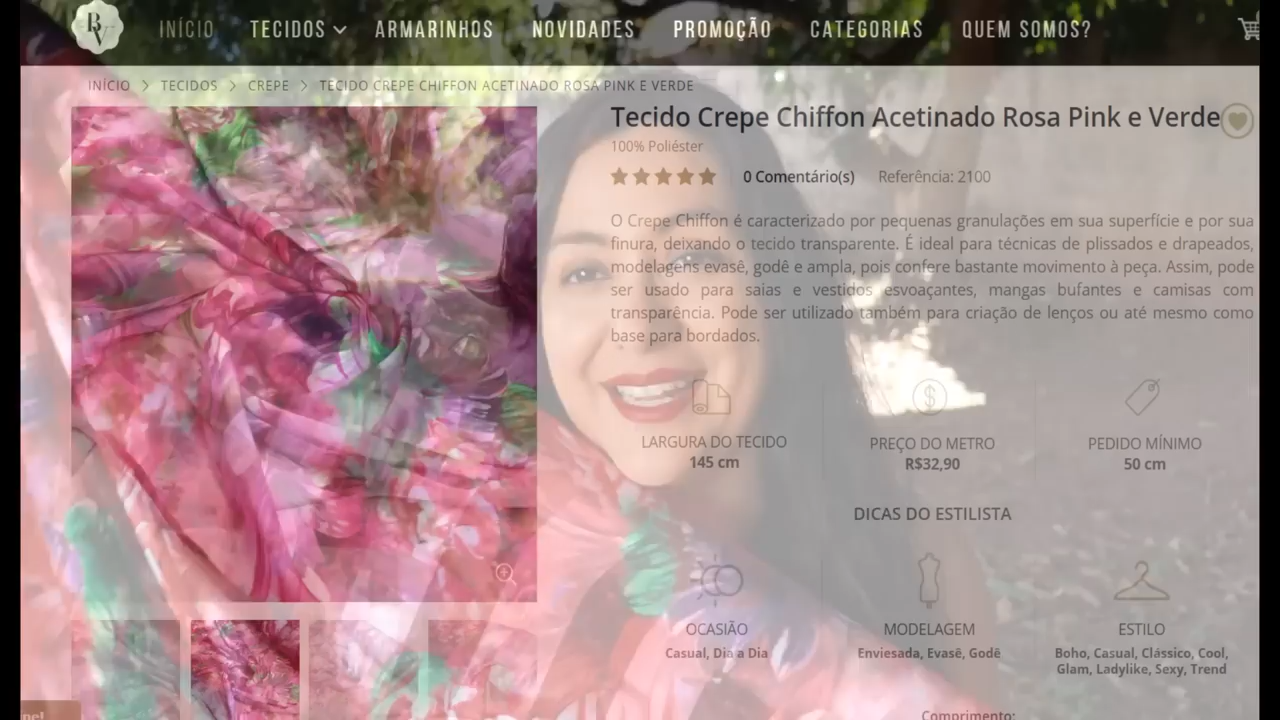 BV
INÍCIO TECIDOS ARMARINHOS NOVIDADES PROMOÇÃO CATEGORIAS QUEM SOMOS?
INÍCIO > TECIDOS > CREPE > TECIDO CREPE CHIFFON ACETINADO ROSA PINK E VERDE
Tecido Crepe Chiffon Acetinado Rosa Pink e Verde
100% Poliéster
0 Comentário(s) Referência: 2100
O Crepe Chiffon é caracterizado por pequenas granulações em sua superfície e por sua
finura, deixando o tecido transparente. É ideal para técnicas de plissados e drapeados,
modelagens evasê, godê e ampla, pois confere bastante movimento à peça. Assim, pode
ser usado para saias e vestidos esvoaçantes, mangas bufantes e camisas com
transparência. Pode ser utilizado também para criação de lenços ou até mesmo como
base para bordados.
LARGURA DO TECIDO PREÇO DO METRO PEDIDO MÍNIMO
145 cm R$32,90 50 cm
DICAS DO ESTILISTA
OCASIÃO MODELAGEM ESTILO
Casual, Dia a Dia Enviesada, Evasê, Godê Boho, Casual, Clássico, Cool,
Glam, Ladylike, Sexy, Trend
Comprimento: